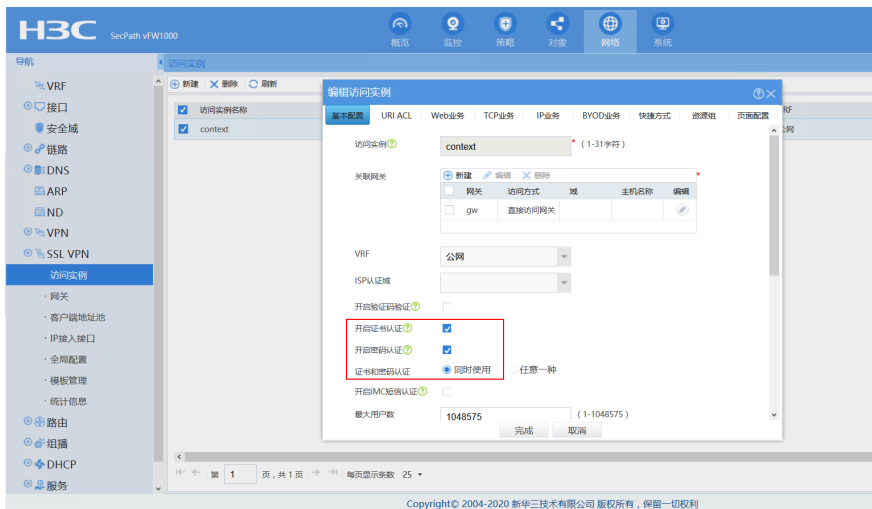 H3C SecPath vFW1000
概览 监控 策略 对象 网络 系统
导航 访问实例
VRF
接口
安全域
链路
DNS
ARP
ND
VPN
SSL VPN
访问实例
· 网关
· 客户端地址池
· IP接入接口
· 全局配置
· 模板管理
· 统计信息
路由
组播
DHCP
服务
新建 删除 刷新
访问实例名称
context
编辑访问实例
基本配置 URI ACL Web业务 TCP业务 IP业务 BYOD业务 快捷方式 资源组 页面配置
访问实例 context * (1-31字符)
关联网关 新建 编辑 删除 *
网关 访问方式 域 主机名称 编辑
gw 直接访问网关
VRF 公网
ISP认证域
开启验证码验证
开启证书认证
开启密码认证
证书和密码认证 同时使用 任意一种
开启iMC短信认证
最大用户数 1048575 (1-1048575)
完成 取消
第 1 页,共1页 每页显示条数 25
Copyright© 2004-2020 新华三技术有限公司 版权所有,保留一切权利